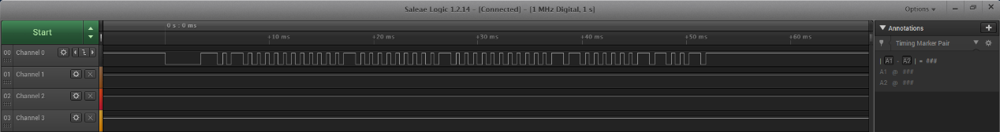 Saleae Logic 1.2.14 – [Connected] – [1 MHz Digital, 1 s]
Options
Start
0 s : 0 ms
+10 ms +20 ms +30 ms +40 ms +50 ms +60 ms
Annotations
Timing Marker Pair
| A1 - A2 | = ###
A1 @ ###
A2 @ ###
00 Channel 0
01 Channel 1
02 Channel 2
03 Channel 3